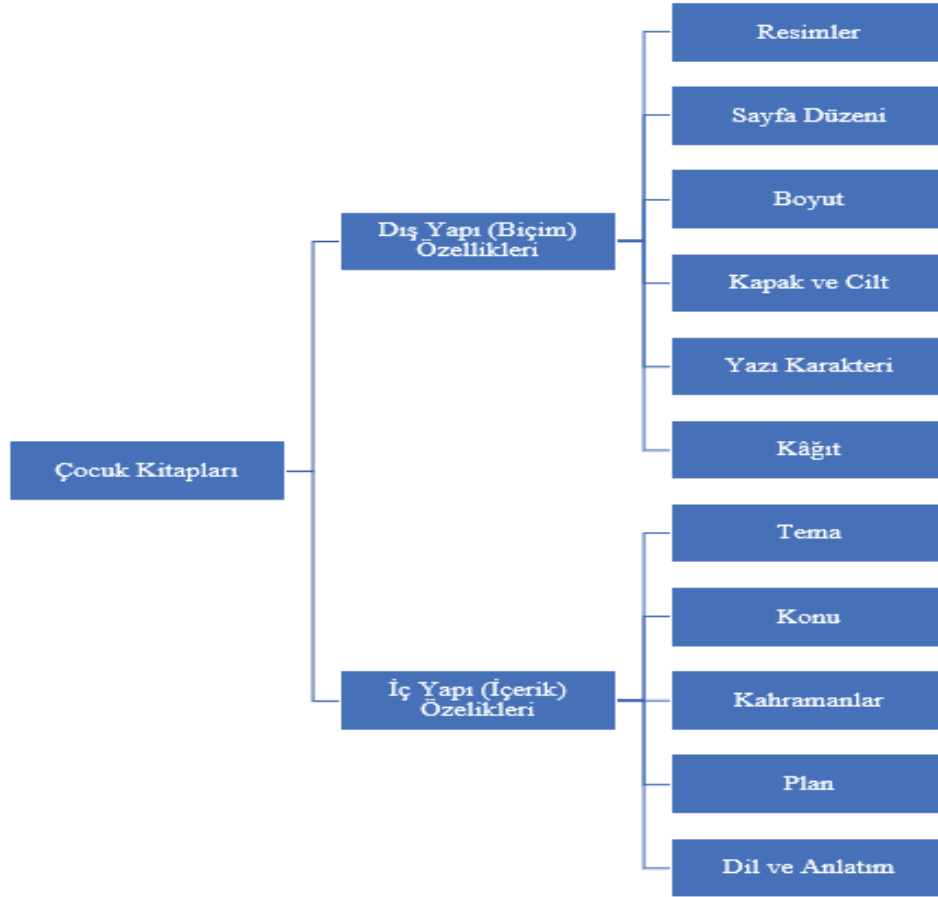 Çocuk Kitapları
Dış Yapı (Biçim)
Özellikleri
Resimler
Sayfa Düzeni
Boyut
Kapak ve Cilt
Yazı Karakteri
Kâğıt
İç Yapı (İçerik)
Özelikleri
Tema
Konu
Kahramanlar
Plan
Dil ve Anlatım